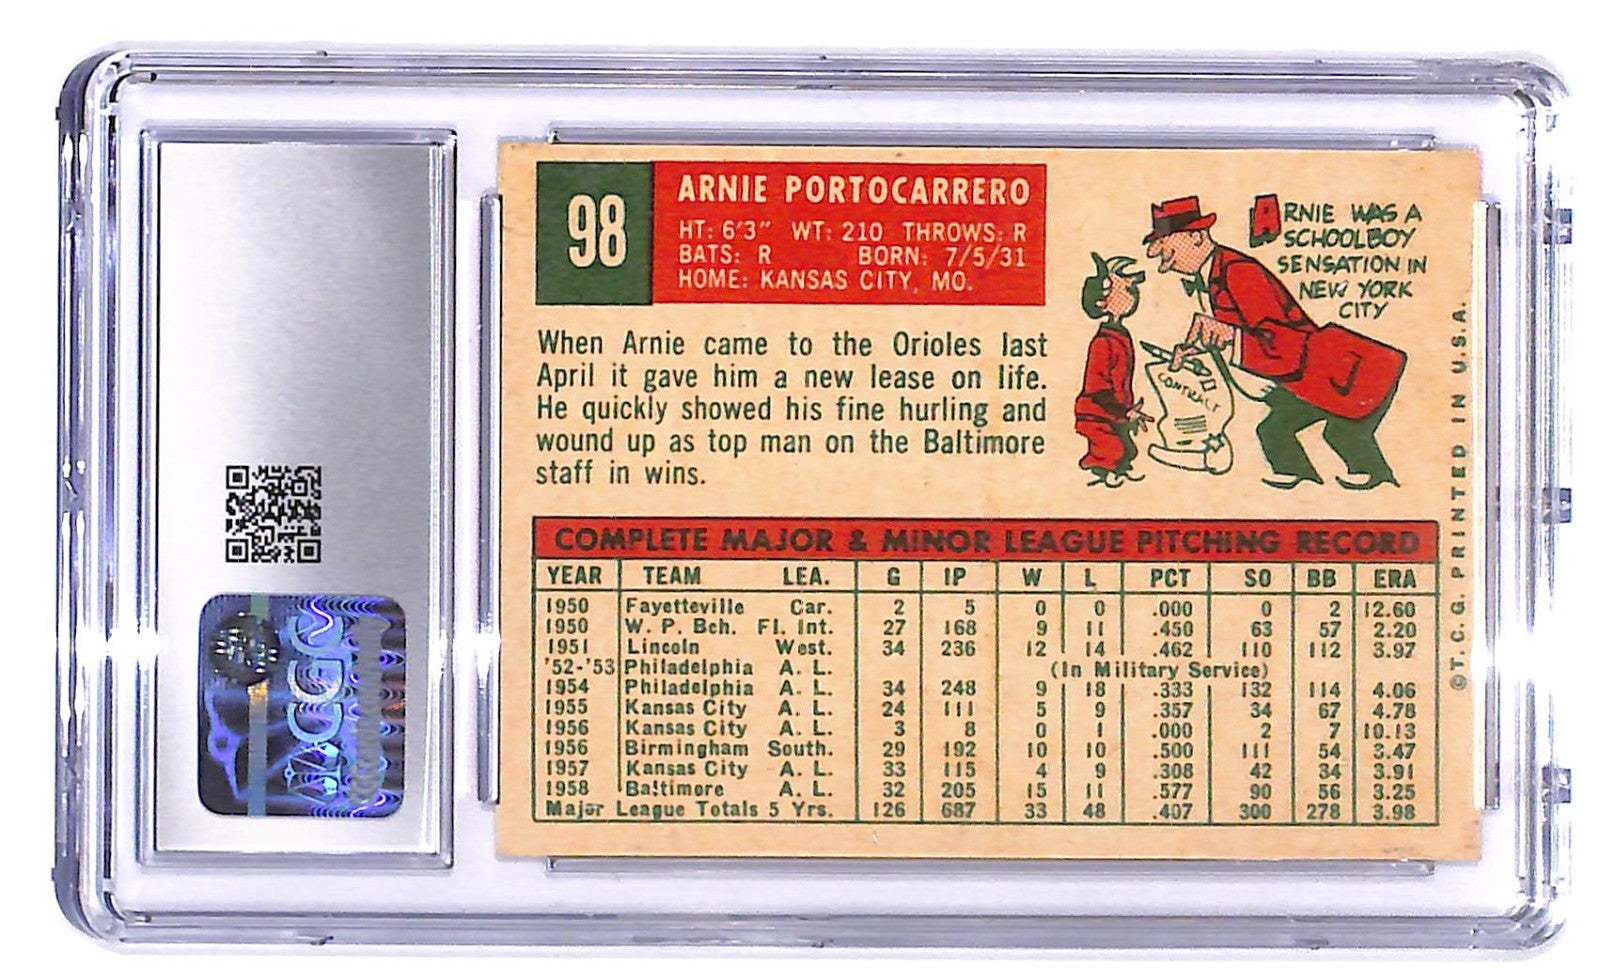 98
ARNIE PORTOCARRERO
HT: 6'3" WT: 210 THROWS: R
BATS: R BORN: 7/5/31
HOME: KANSAS CITY, MO.
ARNIE WAS A
SCHOOLBOY
SENSATION IN
NEW YORK
CITY
CONTRACT
When Arnie came to the Orioles last
April it gave him a new lease on life.
He quickly showed his fine hurling and
wound up as top man on the Baltimore
staff in wins.
COMPLETE MAJOR & MINOR LEAGUE PITCHING RECORD
YEAR TEAM LEA. G IP W L PCT SO BB ERA
1950 Fayetteville Car. 2 5 0 0 .000 0 2 12.60
1950 W. P. Bch. Fl. Int. 27 168 9 11 .450 63 57 2.20
1951 Lincoln West. 34 236 12 14 .462 110 112 3.97
'52-'53 Philadelphia A. L. (In Military Service)
1954 Philadelphia A. L. 34 248 9 18 .333 132 114 4.06
1955 Kansas City A. L. 24 111 5 9 .357 34 67 4.78
1956 Kansas City A. L. 3 8 0 1 .000 2 7 10.13
1956 Birmingham South. 29 192 10 10 .500 111 54 3.47
1957 Kansas City A. L. 33 115 4 9 .308 42 34 3.91
1958 Baltimore A. L. 32 205 15 11 .577 90 56 3.25
Major League Totals 5 Yrs. 126 687 33 48 .407 300 278 3.98
©T. C. G. PRINTED IN U.S.A.
CGC